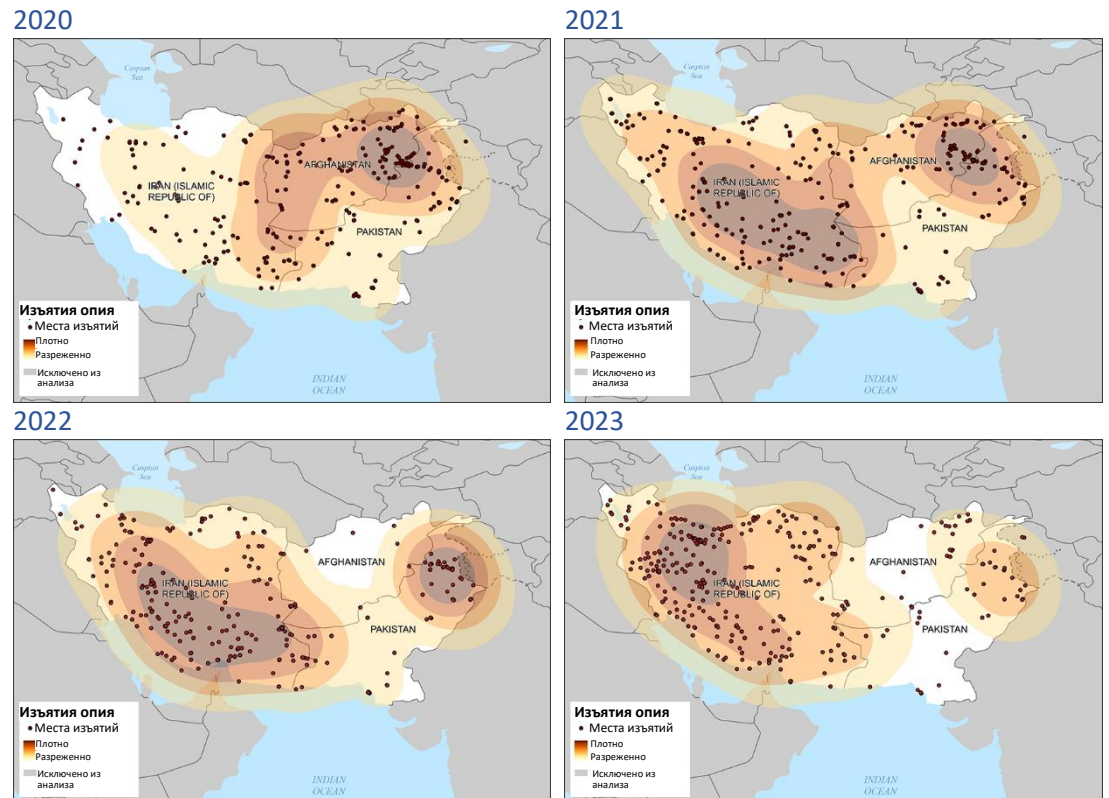 2020
2021
Caspian
Sea
AFGHANISTAN
IRAN (ISLAMIC
REPUBLIC OF)
PAKISTAN
INDIAN
OCEAN
Изъятия опия
Места изъятий
Плотно
Разреженно
Исключено из
анализа
Caspian
Sea
AFGHANISTAN
IRAN (ISLAMIC
REPUBLIC OF)
PAKISTAN
INDIAN
OCEAN
Изъятия опия
Места изъятий
Плотно
Разреженно
Исключено из
анализа
2022
2023
Caspian
Sea
AFGHANISTAN
IRAN (ISLAMIC
REPUBLIC OF)
PAKISTAN
INDIAN
OCEAN
Изъятия опия
Места изъятий
Плотно
Разреженно
Исключено из
анализа
Caspian
Sea
AFGHANISTAN
IRAN (ISLAMIC
REPUBLIC OF)
PAKISTAN
INDIAN
OCEAN
Изъятия опия
Места изъятий
Плотно
Разреженно
Исключено из
анализа